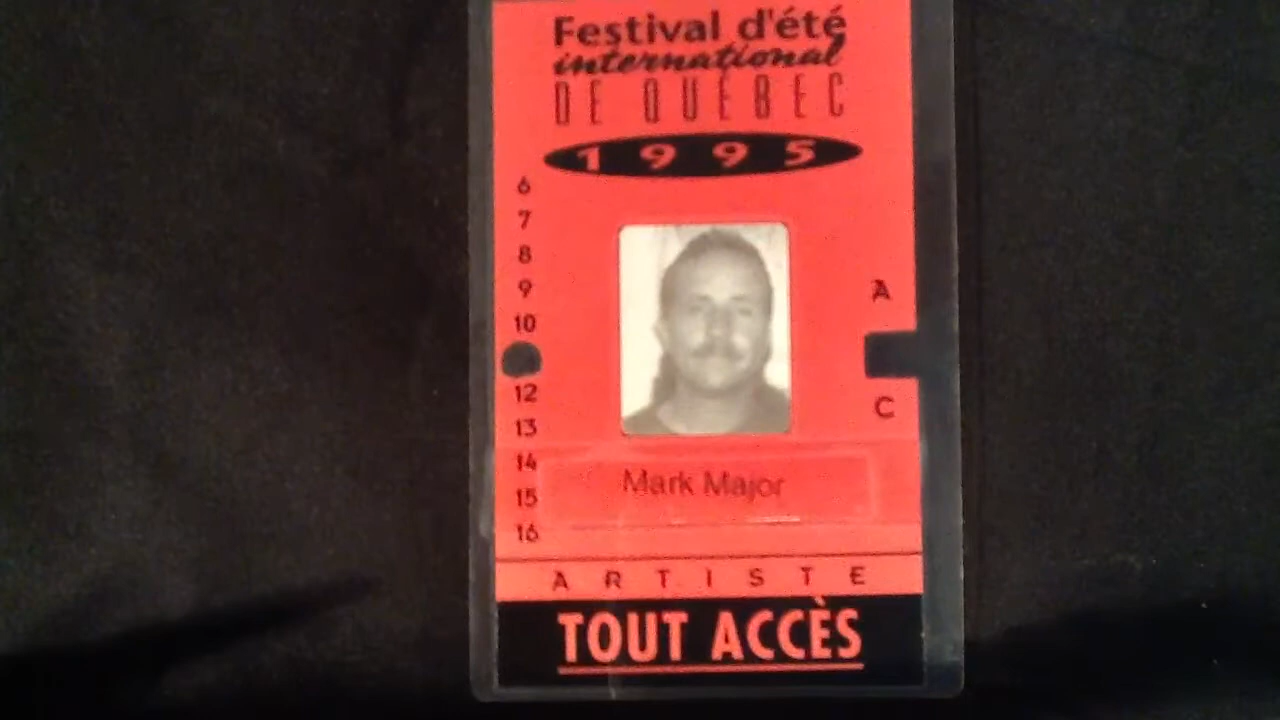 Festival d'été
international
DE QUÉBEC
1995
6
7
8
9
10
12
13
14
15
16
A
C
Mark Major
ARTISTE
TOUT ACCÈS